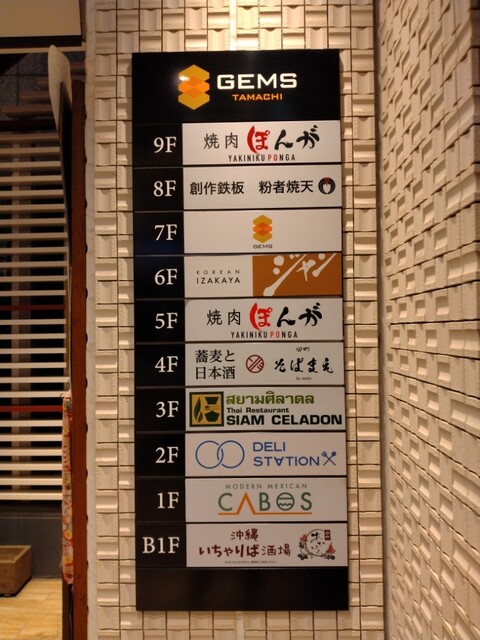 GEMS
TAMACHI
9F
焼肉 ぽんが
YAKINIKU PONGA
8F
創作鉄板 粉者焼天
7F
GEMS
6F
KOREAN
IZAKAYA
ジャン
5F
焼肉 ぽんが
YAKINIKU PONGA
4F
蕎麦と
日本酒
田町
そばまえ
3F
สยามศิลาดล
Thai Restaurant
SIAM CELADON
2F
DELI
STATION
1F
MODERN MEXICAN
CABOS
B1F
沖縄
いちゃりば酒場